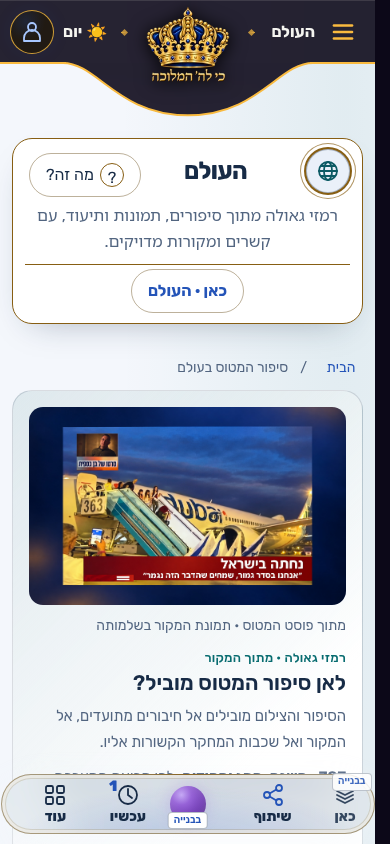 העולם
יום
כי לה' המלוכה
העולם
? מה זה?
רמזי גאולה מתוך סיפורים, תמונות ותיעוד, עם
קשרים ומקורות מדויקים.
כאן • העולם
הבית / סיפור המטוס בעולם
363
dubai
נחתה בישראל
"אנחנו בסדר גמור, שמחים שהדבר הזה נגמר"
מתוך פוסט המטוס • תמונת המקור בשלמותה
רמזי גאולה • מתוך המקור
לאן סיפור המטוס מוביל?
הסיפור והצילום מובילים אל חיבורים מתועדים, אל
המקור ואל שכבות המחקר הקשורות אליו.
בבנייה
כאן
שיתוף
בבנייה
1
עכשיו
עוד